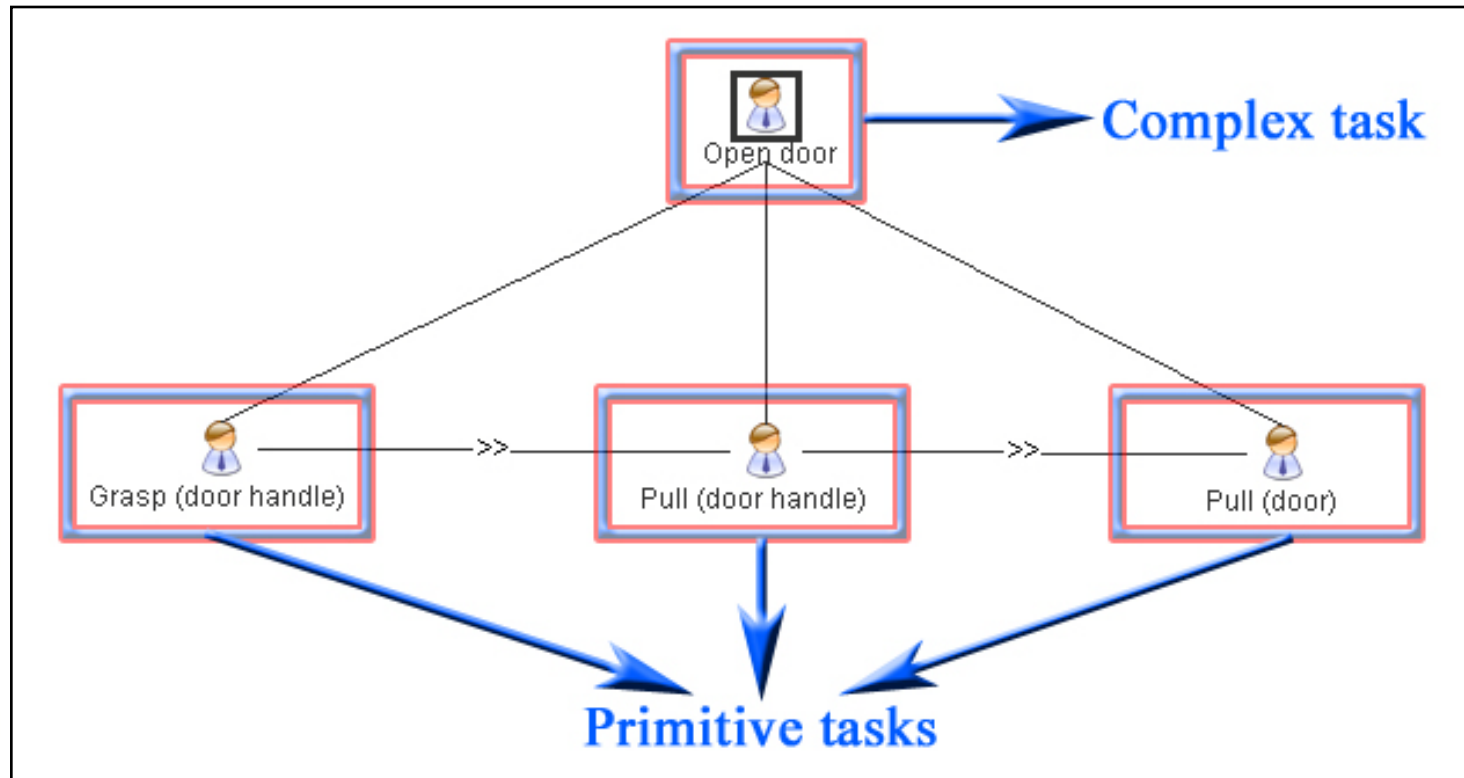 Complex task
Open door
>>
>>
Grasp (door handle)
Pull (door handle)
Pull (door)
Primitive tasks